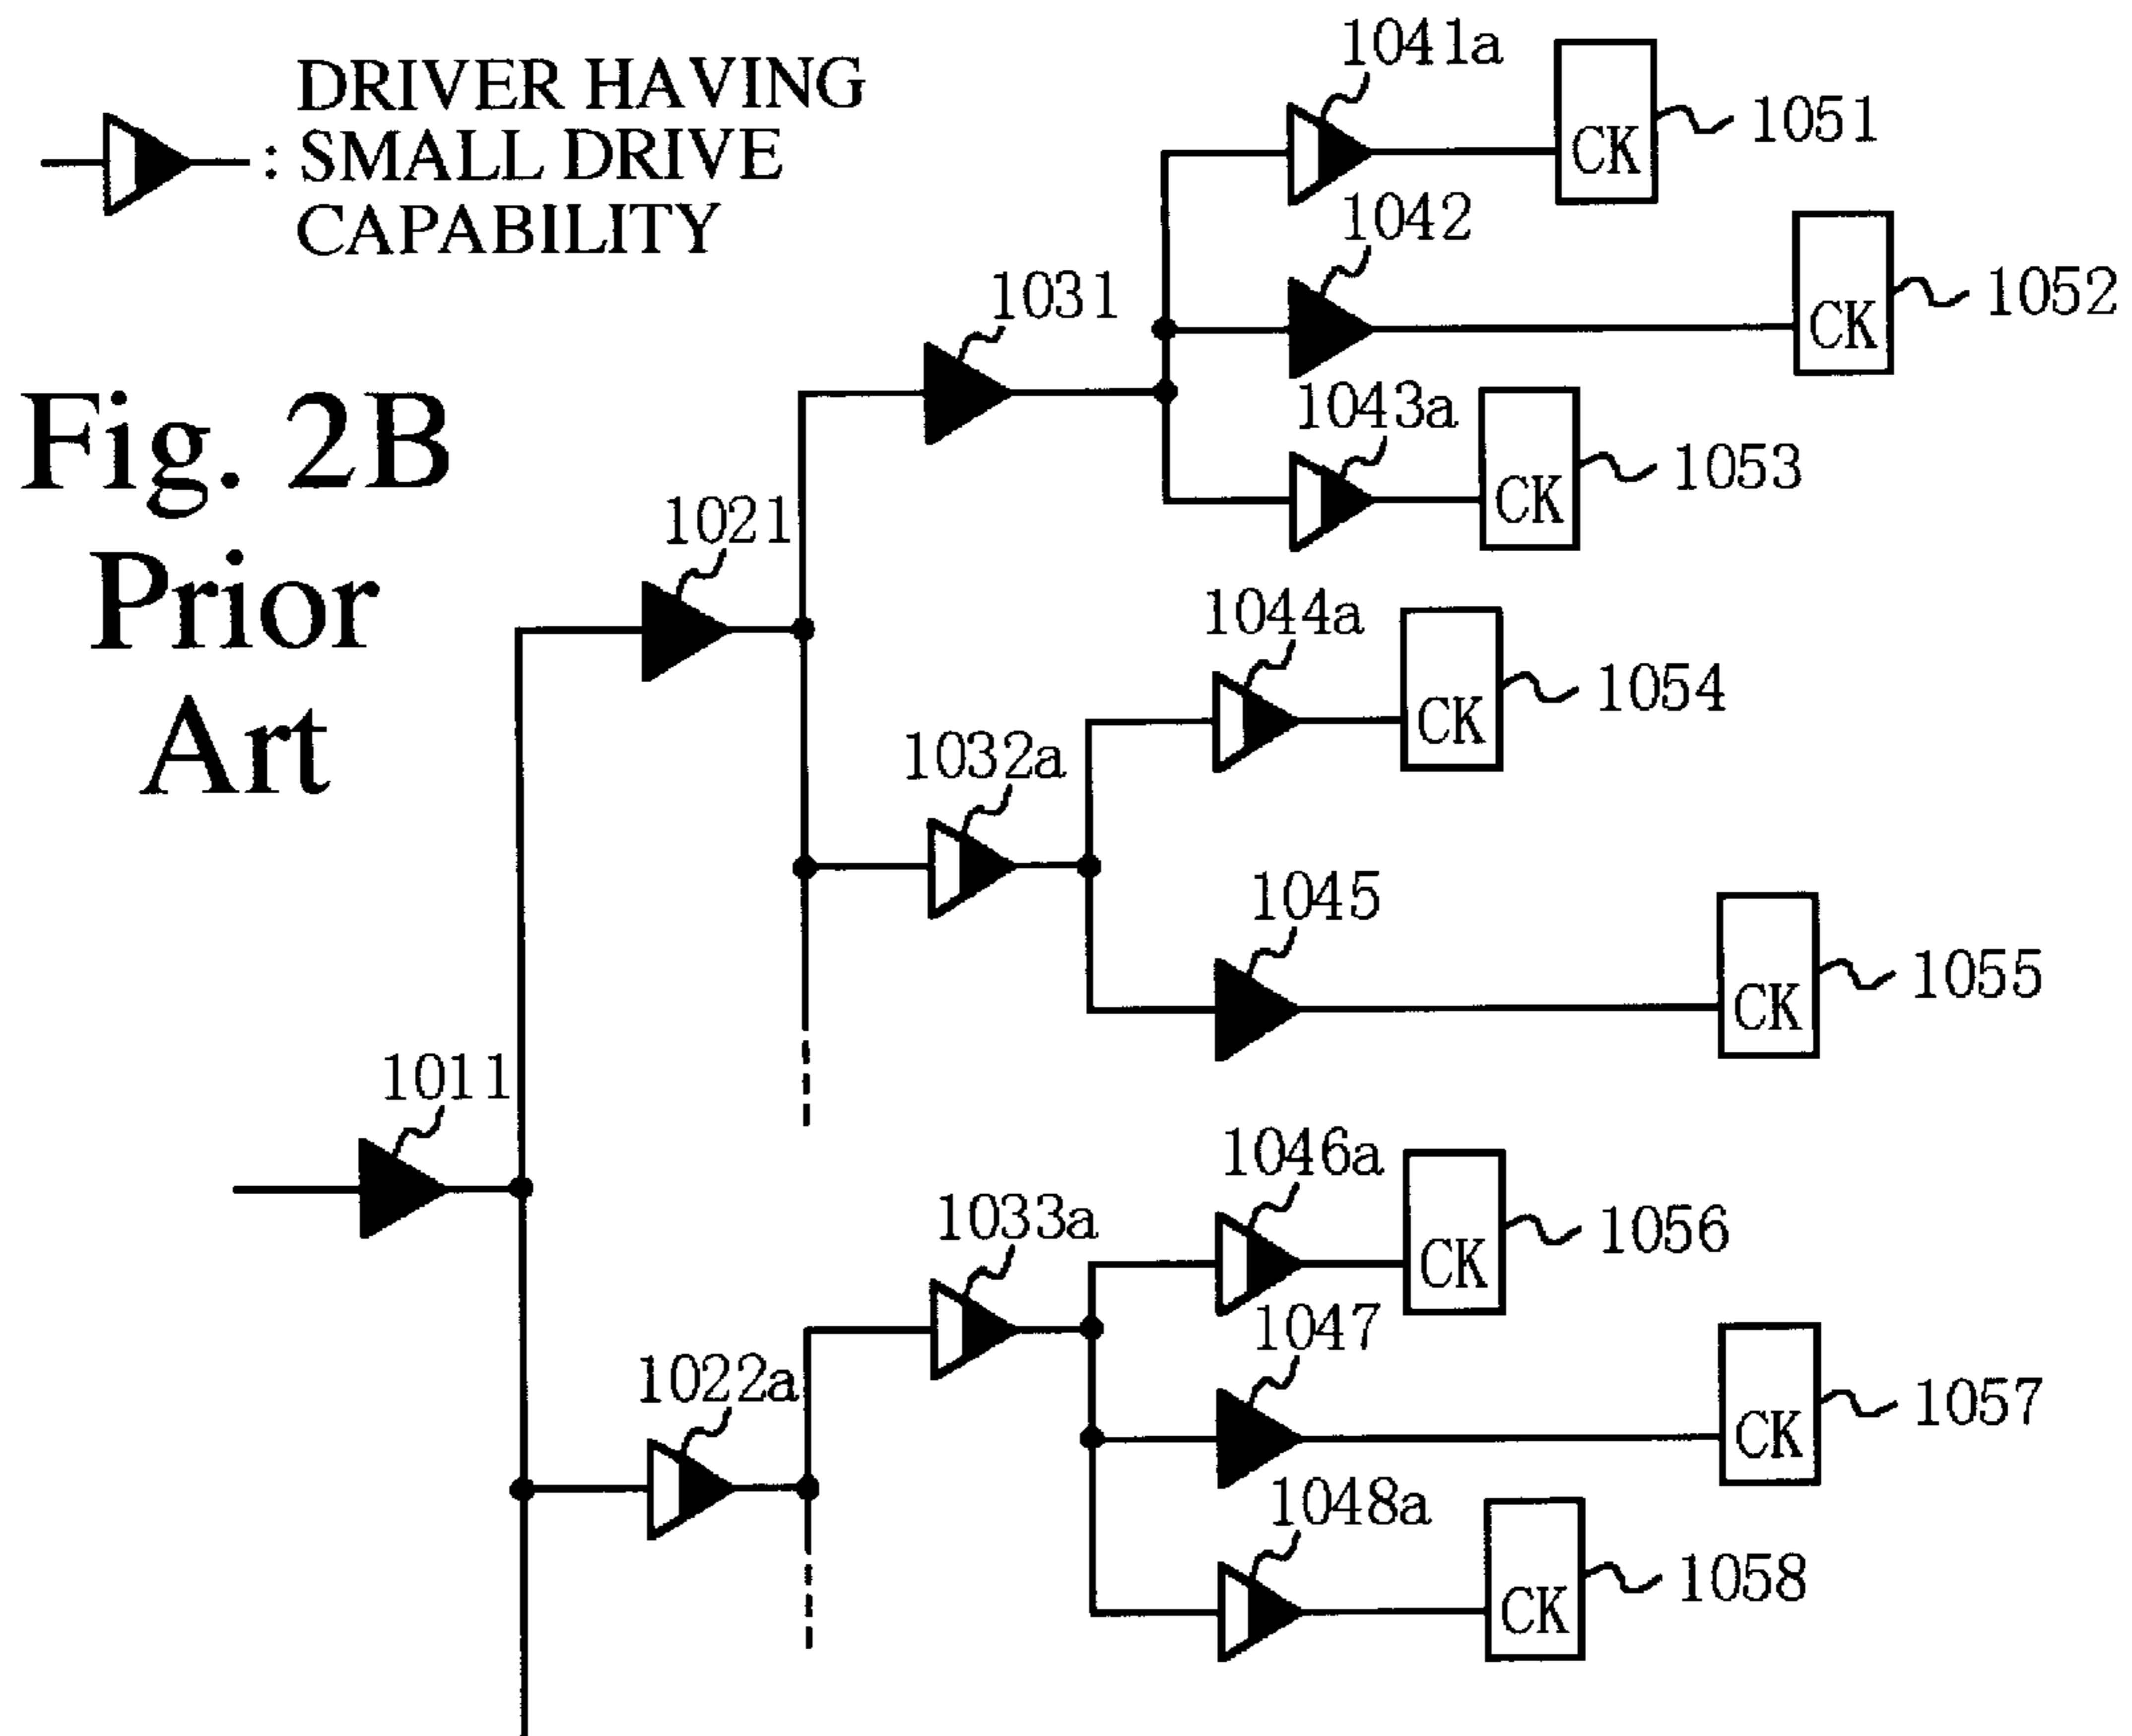 DRIVER HAVING
: SMALL DRIVE
CAPABILITY
Fig. 2B
Prior
Art
1041a
CK
1051
1042
CK
1052
1031
1043a
CK
1053
1021
1044a
CK
1054
1032a
1045
CK
1055
1011
1046a
CK
1056
1033a
1047
CK
1057
1022a
1048a
CK
1058